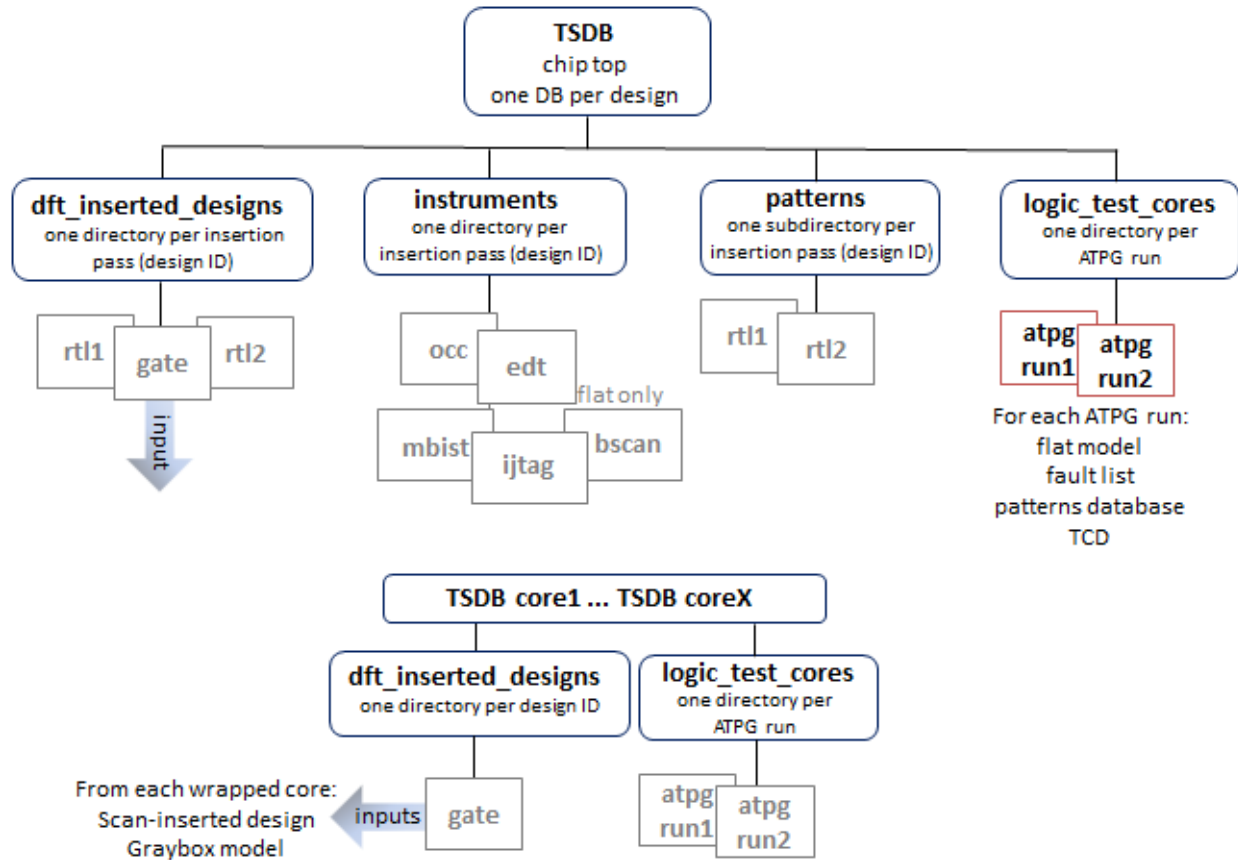 TSDB
chip top
one DB per design
dft_inserted_designs
one directory per insertion
pass (design ID)
instruments
one directory per
insertion pass (design ID)
patterns
one subdirectory per
insertion pass (design ID)
logic_test_cores
one directory per
ATPG run
rtl1
gate
rtl2
input
occ
edt
flat only
mbist
ijtag
bscan
rtl1
rtl2
atpg
run1
atpg
run2
For each ATPG run:
flat model
fault list
patterns database
TCD
TSDB core1 ... TSDB coreX
dft_inserted_designs
one directory per design ID
logic_test_cores
one directory per
ATPG run
From each wrapped core:
Scan-inserted design
Graybox model
inputs
gate
atpg
run1
atpg
run2